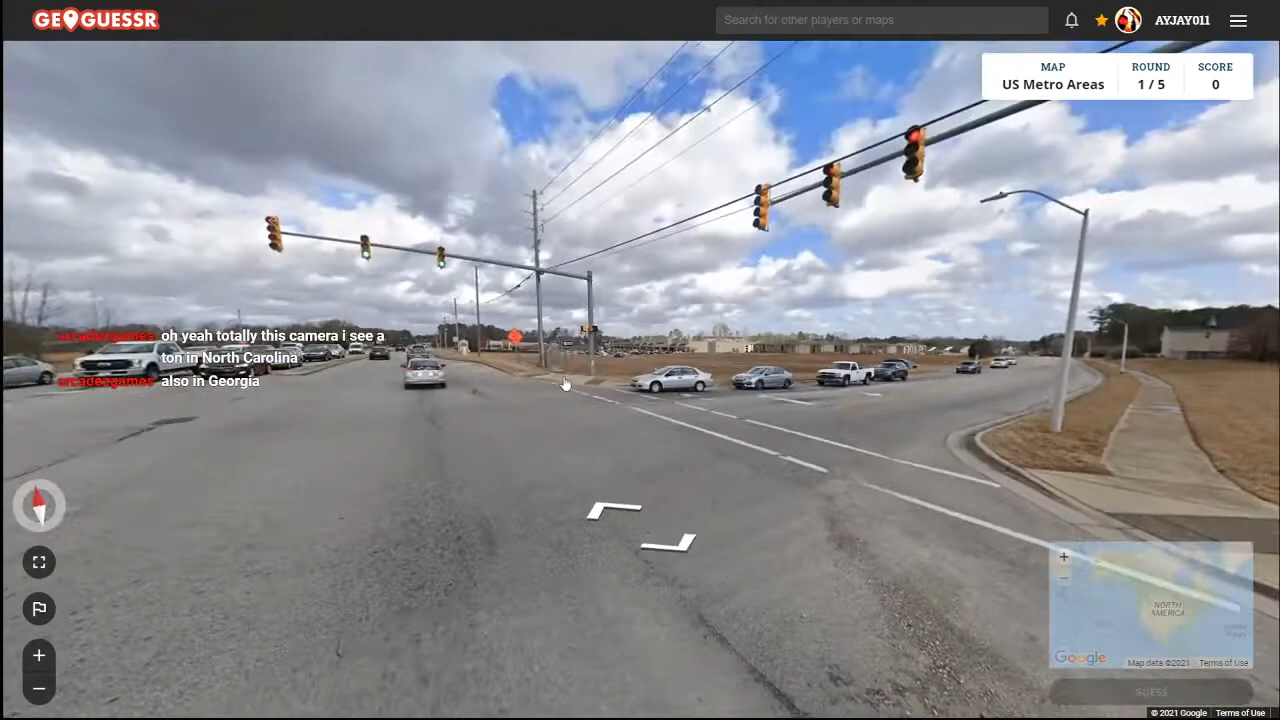 GEOGUESSR
Search for other players or maps
AYJAY011
MAP
US Metro Areas
ROUND
1 / 5
SCORE
0
arcadezgames oh yeah totally this camera i see a
ton in North Carolina
arcadezgames also in Georgia
+
−
+
−
NORTH
AMERICA
Google
Map data ©2021
Terms of Use
GUESS
© 2021 Google
Terms of Use